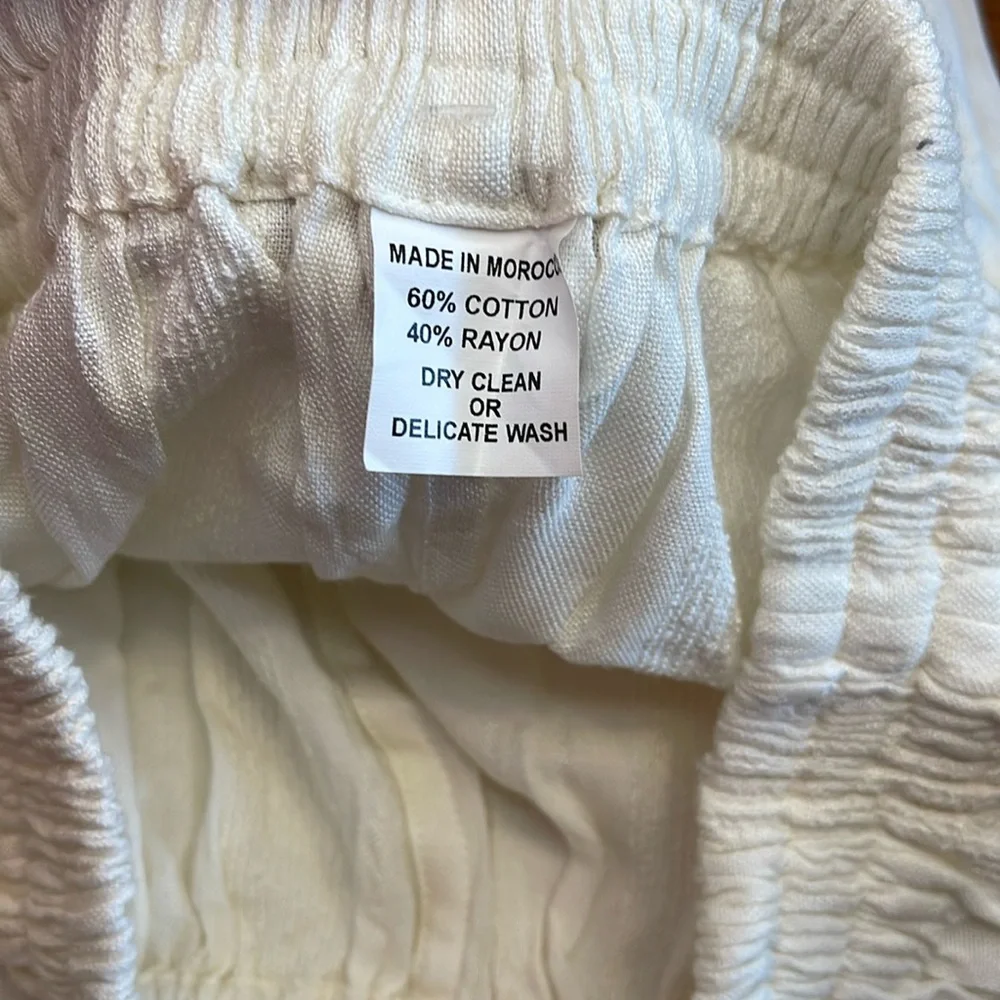 MADE IN MOROCCO
60% COTTON
40% RAYON
DRY CLEAN
OR
DELICATE WASH